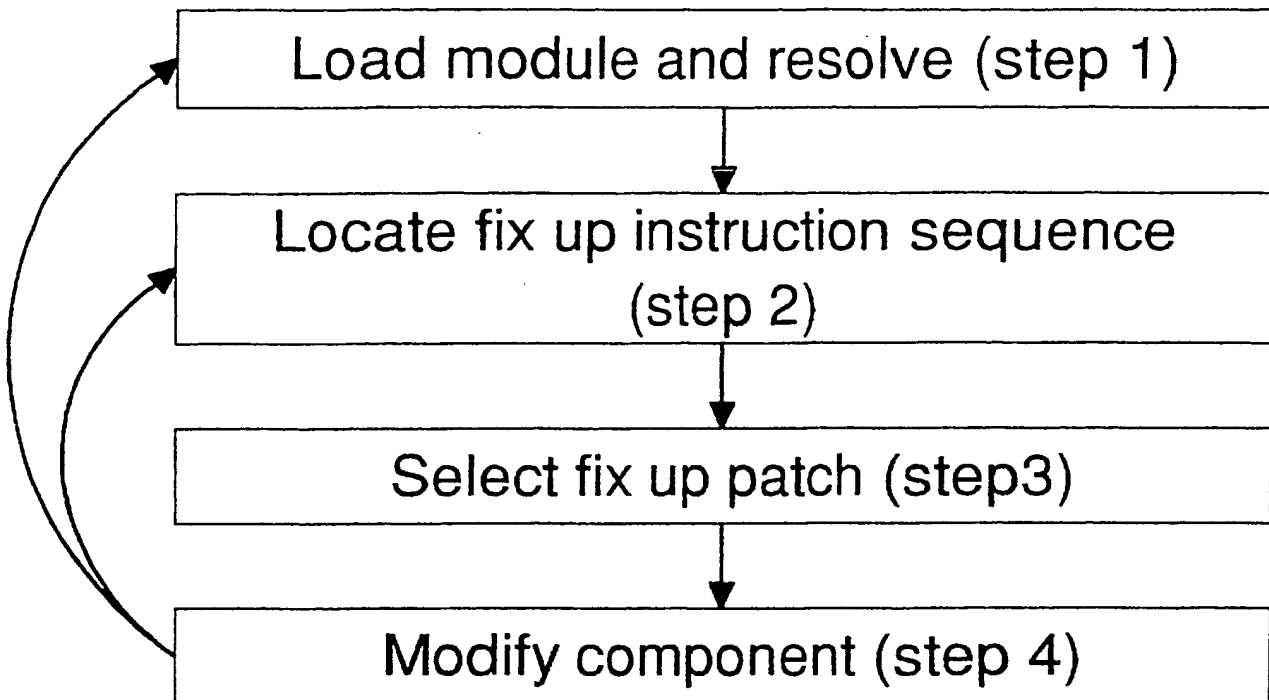 Load module and resolve (step 1)
Locate fix up instruction sequence
(step 2)
Select fix up patch (step3)
Modify component (step 4)